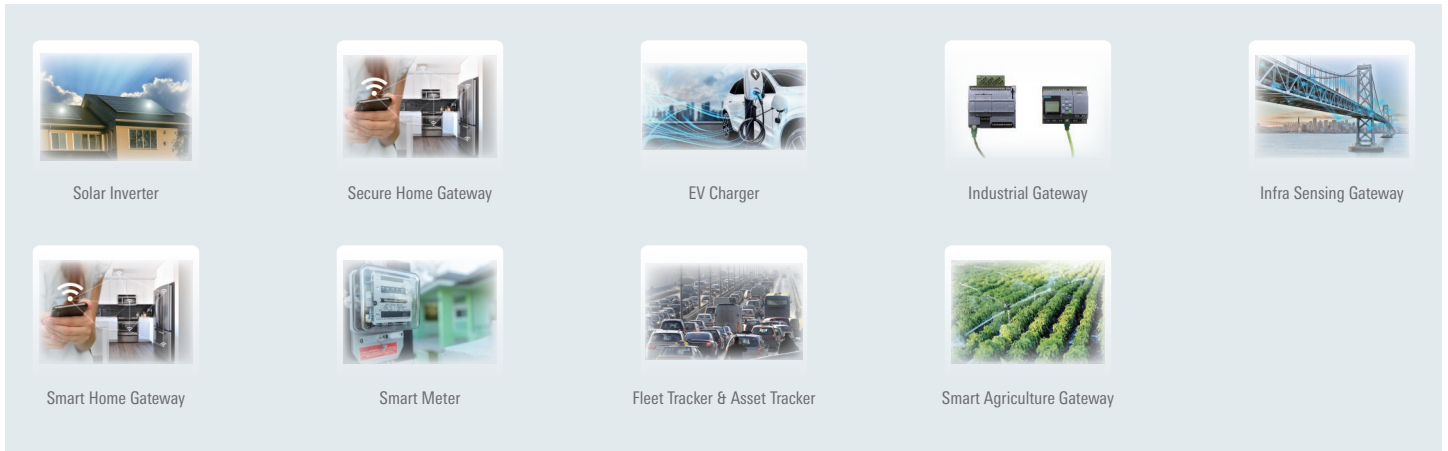 Solar Inverter
Secure Home Gateway
EV Charger
Industrial Gateway
Infra Sensing Gateway
Smart Home Gateway
Smart Meter
Fleet Tracker & Asset Tracker
Smart Agriculture Gateway